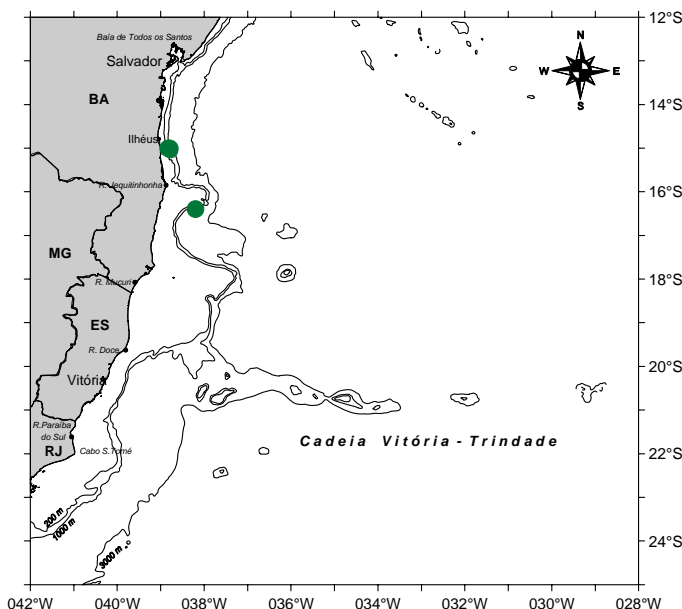 12°S
Baía de Todos os Santos
Salvador
N
W
E
S
BA
14°S
Ilhéus
R. Jequitinhonha
16°S
MG
R. Mucuri
18°S
ES
R. Doce
20°S
Vitória
R.Paraíba
do Sul
RJ
Cabo S.Tomé
Cadeia Vitória - Trindade
22°S
200 m
1000 m
3000 m
24°S
042°W
040°W
038°W
036°W
034°W
032°W
030°W
028°W